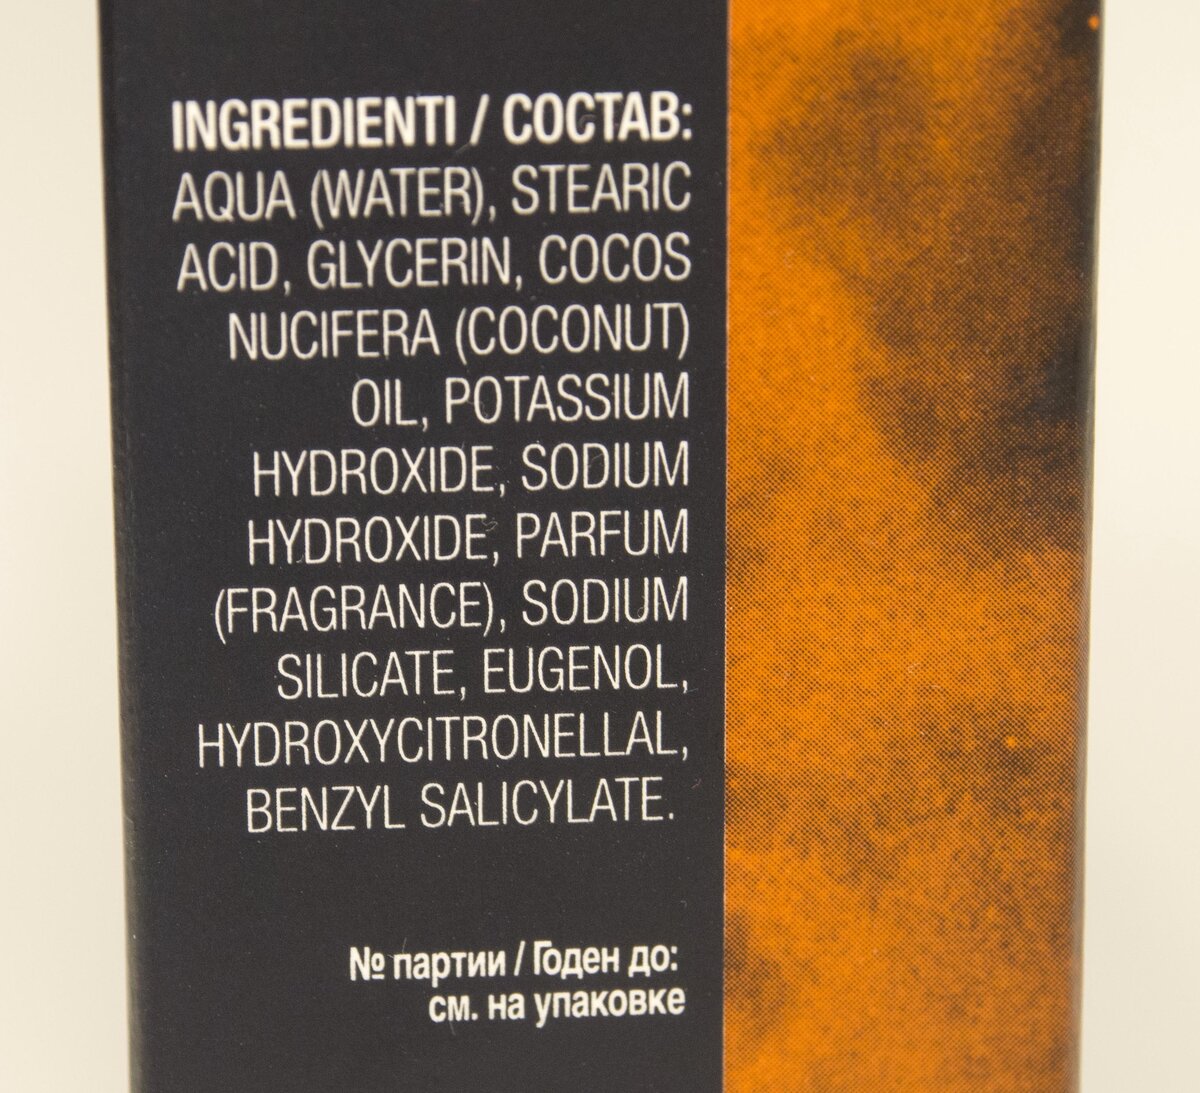 INGREDIENTI / СОСТАВ:
AQUA (WATER), STEARIC
ACID, GLYCERIN, COCOS
NUCIFERA (COCONUT)
OIL, POTASSIUM
HYDROXIDE, SODIUM
HYDROXIDE, PARFUM
(FRAGRANCE), SODIUM
SILICATE, EUGENOL,
HYDROXYCITRONELLAL,
BENZYL SALICYLATE.
№ партии / Годен до:
см. на упаковке